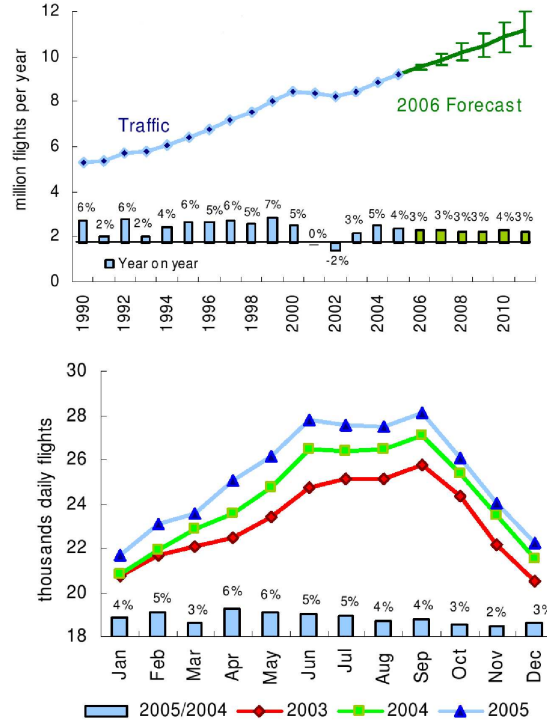 million flights per year
12
10
8
6
4
2
0
Traffic
2006 Forecast
6% 2% 6% 2% 4% 6% 5% 6% 5% 7% 5% 0% -2% 3% 5% 4% 3% 3% 3% 3% 4% 3%
Year on year
1990 1992 1994 1996 1998 2000 2002 2004 2006 2008 2010
thousands daily flights
30
28
26
24
22
20
18
4% 5% 3% 6% 6% 5% 5% 4% 4% 3% 2% 3%
Jan Feb Mar Apr May Jun Jul Aug Sep Oct Nov Dec
2005/2004 2003 2004 2005